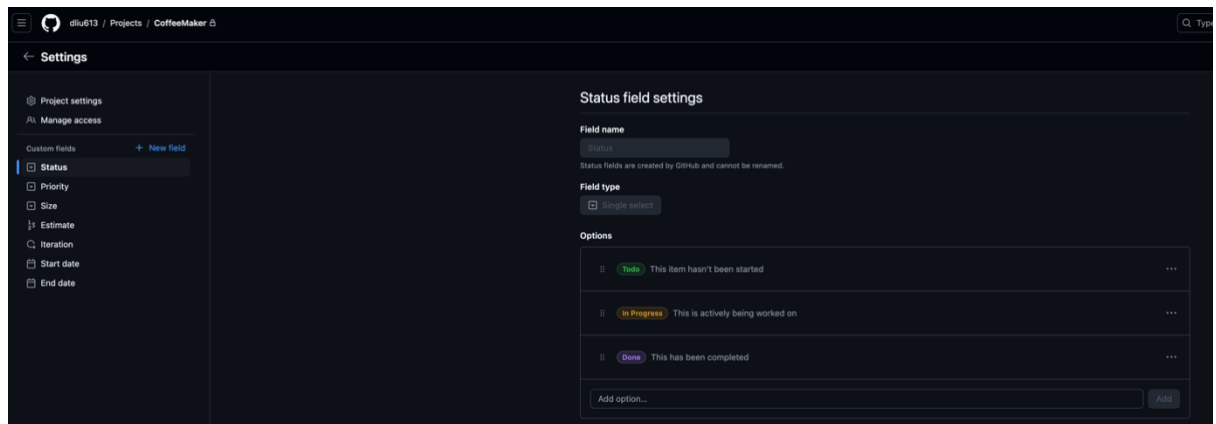 dliu613 / Projects / CoffeeMaker
Type
Settings
Project settings
Manage access
Custom fields + New field
Status
Priority
Size
Estimate
Iteration
Start date
End date
Status field settings
Field name
Status
Status fields are created by GitHub and cannot be renamed.
Field type
Single select
Options
Todo This item hasn't been started
In Progress This is actively being worked on
Done This has been completed
Add option... Add